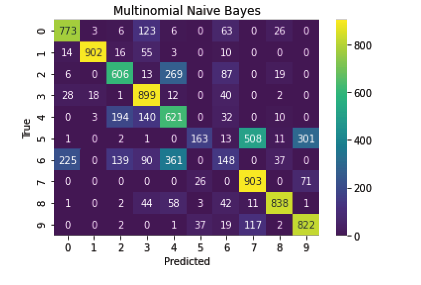 Multinomial Naive Bayes
0 773 3 6 123 6 0 63 0 26 0
1 14 902 16 55 3 0 10 0 0 0
2 6 0 606 13 269 0 87 0 19 0
3 28 18 1 899 12 0 40 0 2 0
4 0 3 194 140 621 0 32 0 10 0
5 1 0 2 1 0 163 13 508 11 301
6 225 0 139 90 361 0 148 0 37 0
7 0 0 0 0 0 26 0 903 0 71
8 1 0 2 44 58 3 42 11 838 1
9 0 0 2 0 1 37 19 117 2 822
0 1 2 3 4 5 6 7 8 9
True
Predicted
800
600
400
200
0